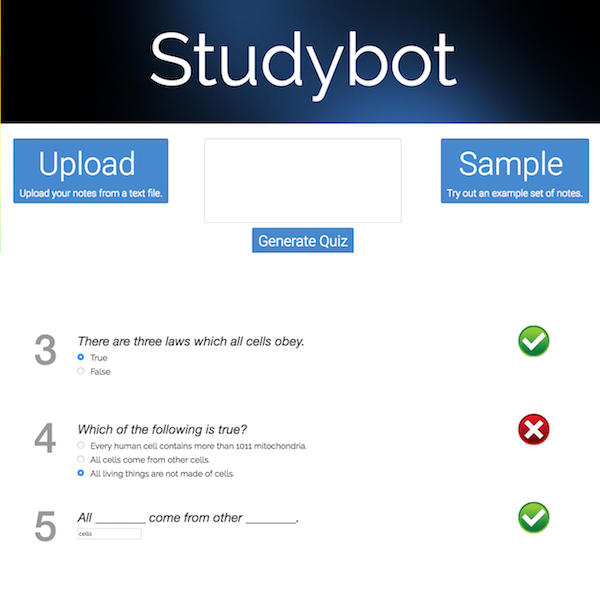 Studybot
Upload
Upload your notes from a text file.
Sample
Try out an example set of notes.
Generate Quiz
3
There are three laws which all cells obey.
True
False
4
Which of the following is true?
Every human cell contains more than 1011 mitochondria.
All cells come from other cells.
All living things are not made of cells.
5
All ________ come from other ________.
cells